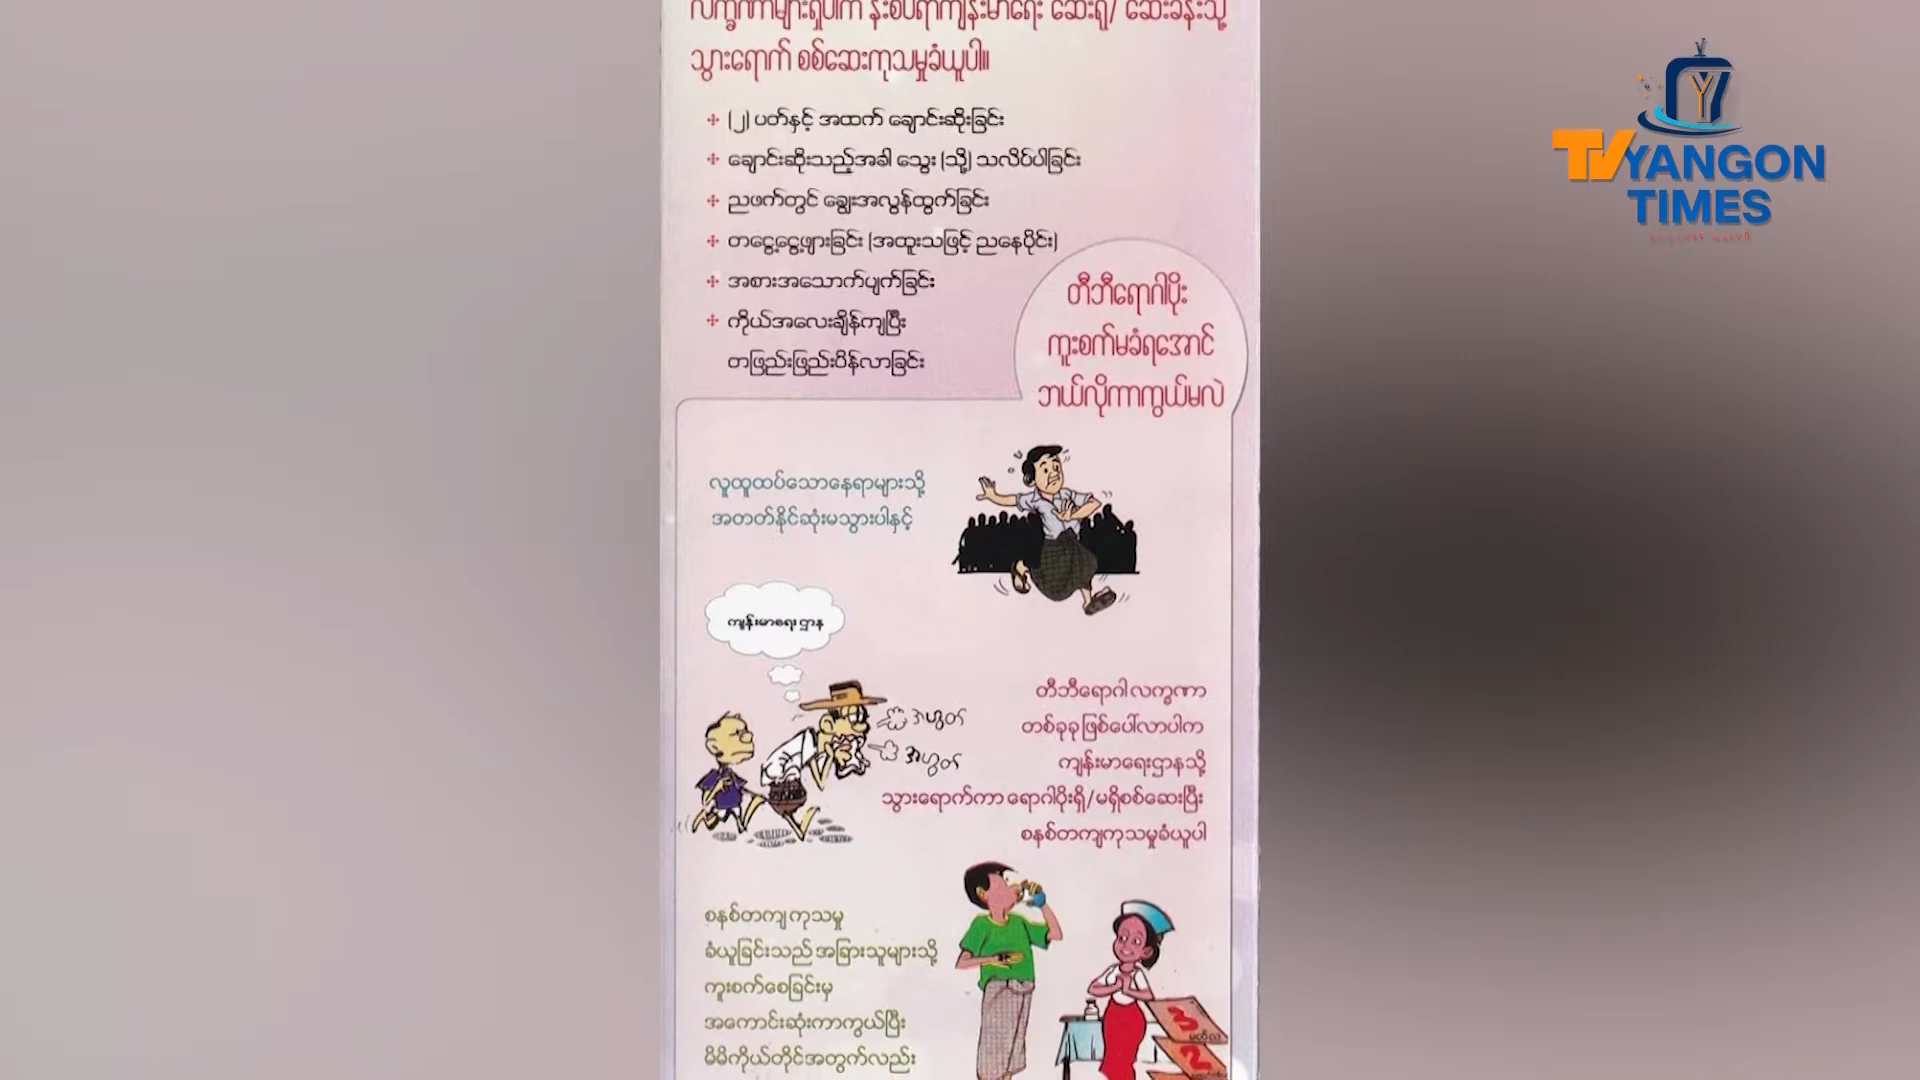 လက္ခဏာများရှိပါက နီးစပ်ရာကျန်းမာရေး ဆေးရုံ/ ဆေးခန်းသို့
သွားရောက် စစ်ဆေးကုသမှုခံယူပါ။
(၂) ပတ်နှင့် အထက် ချောင်းဆိုးခြင်း
ချောင်းဆိုးသည့်အခါ သွေး (သို့) သလိပ်ပါခြင်း
ညဖက်တွင် ချွေးအလွန်ထွက်ခြင်း
တငွေ့ငွေ့ဖျားခြင်း (အထူးသဖြင့် ညနေပိုင်း)
အစားအသောက်ပျက်ခြင်း
ကိုယ်အလေးချိန်ကျပြီး
တဖြည်းဖြည်းပိန်လာခြင်း
တီဘီရောဂါပိုး
ကူးစက်မခံရအောင်
ဘယ်လိုကာကွယ်မလဲ
လူထူထပ်သောနေရာများသို့
အတတ်နိုင်ဆုံးမသွားပါနှင့်
ကျန်းမာရေးဌာန
အဟွတ်
အဟွတ်
တီဘီရောဂါလက္ခဏာ
တစ်ခုခုဖြစ်ပေါ်လာပါက
ကျန်းမာရေးဌာနသို့
သွားရောက်ကာ ရောဂါပိုးရှိ/မရှိစစ်ဆေးပြီး
စနစ်တကျကုသမှုခံယူပါ
စနစ်တကျ ကုသမှု
ခံယူခြင်းသည် အခြားသူများသို့
ကူးစက်စေခြင်းမှ
အကောင်းဆုံးကာကွယ်ပြီး
မိမိကိုယ်တိုင်အတွက်လည်း
3
2
TV YANGON
TIMES